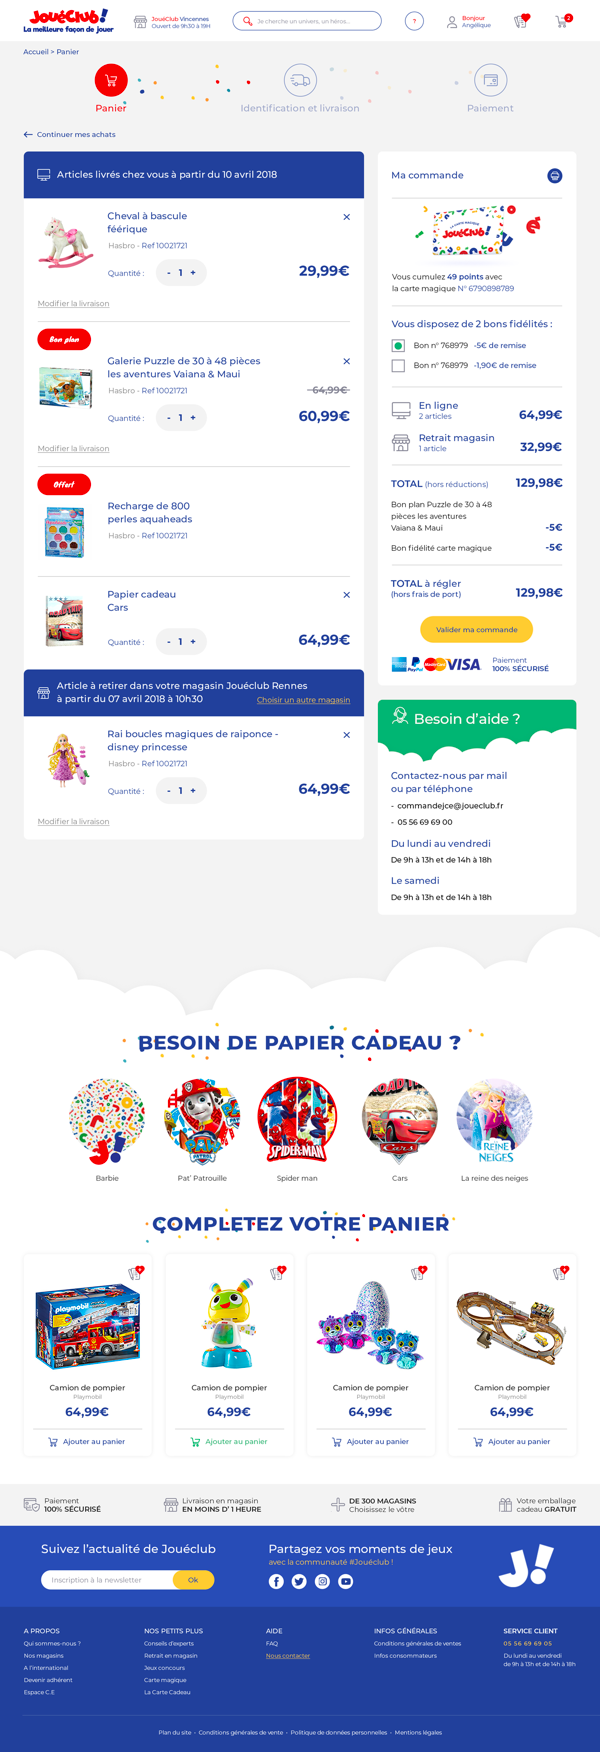 JouéClub!
La meilleure façon de jouer
JouéClub Vincennes
Ouvert de 9h30 à 19H
Je cherche un univers, un héros...
?
Bonjour
Angélique
2
Accueil > Panier
Panier
Identification et livraison
Paiement
Continuer mes achats
Articles livrés chez vous à partir du 10 avril 2018
Cheval à bascule
féérique
Hasbro - Ref 10021721
Quantité : - 1 +
29,99€
Modifier la livraison
Bon plan
Galerie Puzzle de 30 à 48 pièces
les aventures Vaiana & Maui
Hasbro - Ref 10021721
64,99€
Quantité : - 1 +
60,99€
Modifier la livraison
Offert
Recharge de 800
perles aquaheads
Hasbro - Ref 10021721
Papier cadeau
Cars
Quantité : - 1 +
64,99€
Article à retirer dans votre magasin Jouéclub Rennes
à partir du 07 avril 2018 à 10h30
Choisir un autre magasin
Rai boucles magiques de raiponce -
disney princesse
Hasbro - Ref 10021721
Quantité : - 1 +
64,99€
Modifier la livraison
Ma commande
LA CARTE MAGIQUE
JouéClub!
Vous cumulez 49 points avec
la carte magique N° 6790898789
Vous disposez de 2 bons fidélités :
Bon n° 768979 -5€ de remise
Bon n° 768979 -1,90€ de remise
En ligne
2 articles
64,99€
Retrait magasin
1 article
32,99€
TOTAL (hors réductions)
129,98€
Bon plan Puzzle de 30 à 48
pièces les aventures
Vaiana & Maui
-5€
Bon fidélité carte magique
-5€
TOTAL à régler
(hors frais de port)
129,98€
Valider ma commande
PayPal
MasterCard
VISA
Paiement
100% SÉCURISÉ
Besoin d'aide ?
Contactez-nous par mail
ou par téléphone
- commandejce@joueclub.fr
- 05 56 69 69 00
Du lundi au vendredi
De 9h à 13h et de 14h à 18h
Le samedi
De 9h à 13h et de 14h à 18h
BESOIN DE PAPIER CADEAU ?
J!
PAW
PATROL
SPIDER-MAN
Cars
LA REINE
DES
NEIGES
Barbie
Pat' Patrouille
Spider man
Cars
La reine des neiges
COMPLETEZ VOTRE PANIER
playmobil
Camion de pompier
Playmobil
64,99€
Ajouter au panier
Camion de pompier
Playmobil
64,99€
Ajouter au panier
Camion de pompier
Playmobil
64,99€
Ajouter au panier
Camion de pompier
Playmobil
64,99€
Ajouter au panier
Paiement
100% SÉCURISÉ
Livraison en magasin
EN MOINS D' 1 HEURE
DE 300 MAGASINS
Choisissez le vôtre
Votre emballage
cadeau GRATUIT
Suivez l'actualité de Jouéclub
Inscription à la newsletter
Ok
Partagez vos moments de jeux
avec la communauté #Jouéclub !
J!
A PROPOS
Qui sommes-nous ?
Nos magasins
A l'international
Devenir adhérent
Espace C.E
NOS PETITS PLUS
Conseils d'experts
Retrait en magasin
Jeux concours
Carte magique
La Carte Cadeau
AIDE
FAQ
Nous contacter
INFOS GÉNÉRALES
Conditions générales de ventes
Infos consommateurs
SERVICE CLIENT
05 56 69 69 05
Du lundi au vendredi
de 9h à 13h et de 14h à 18h
Plan du site - Conditions générales de vente - Politique de données personnelles - Mentions légales